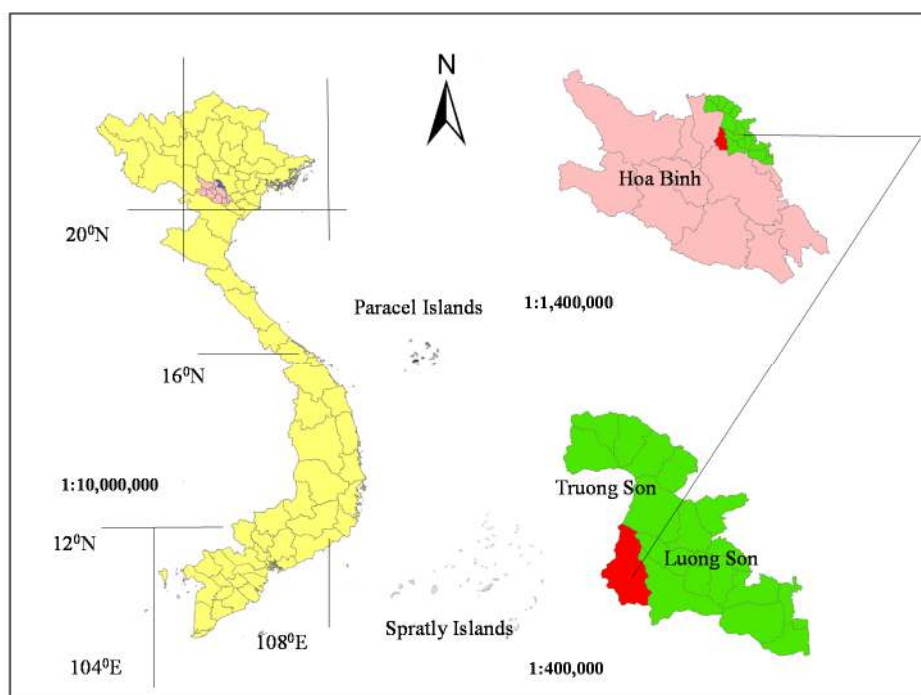 N
Hoa Binh
20⁰N
1:1,400,000
Paracel Islands
16⁰N
1:10,000,000
Truong Son
12⁰N
Luong Son
Spratly Islands
108⁰E
104⁰E
1:400,000